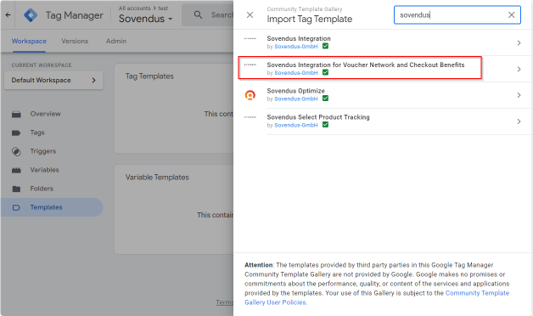 All accounts > test
Tag Manager
Sovendus
Workspace
Versions
Admin
CURRENT WORKSPACE
Default Workspace
Overview
Tags
Triggers
Variables
Folders
Templates
Tag Templates
This cont
Variable Templates
This contain
Terms
Community Template Gallery
Import Tag Template
sovendus
Sovendus Integration
by Sovendus-GmbH
Sovendus Integration for Voucher Network and Checkout Benefits
by Sovendus-GmbH
Sovendus Optimize
by Sovendus-GmbH
Sovendus Select Product Tracking
by Sovendus-GmbH
Attention: The templates provided by third party parties in this Google Tag Manager
Community Template Gallery are not provided by Google. Google makes no promises or
commitments about the performance, quality, or content of the services and applications
provided by the templates. Your use of this Gallery is subject to the Community Template
Gallery User Policies.